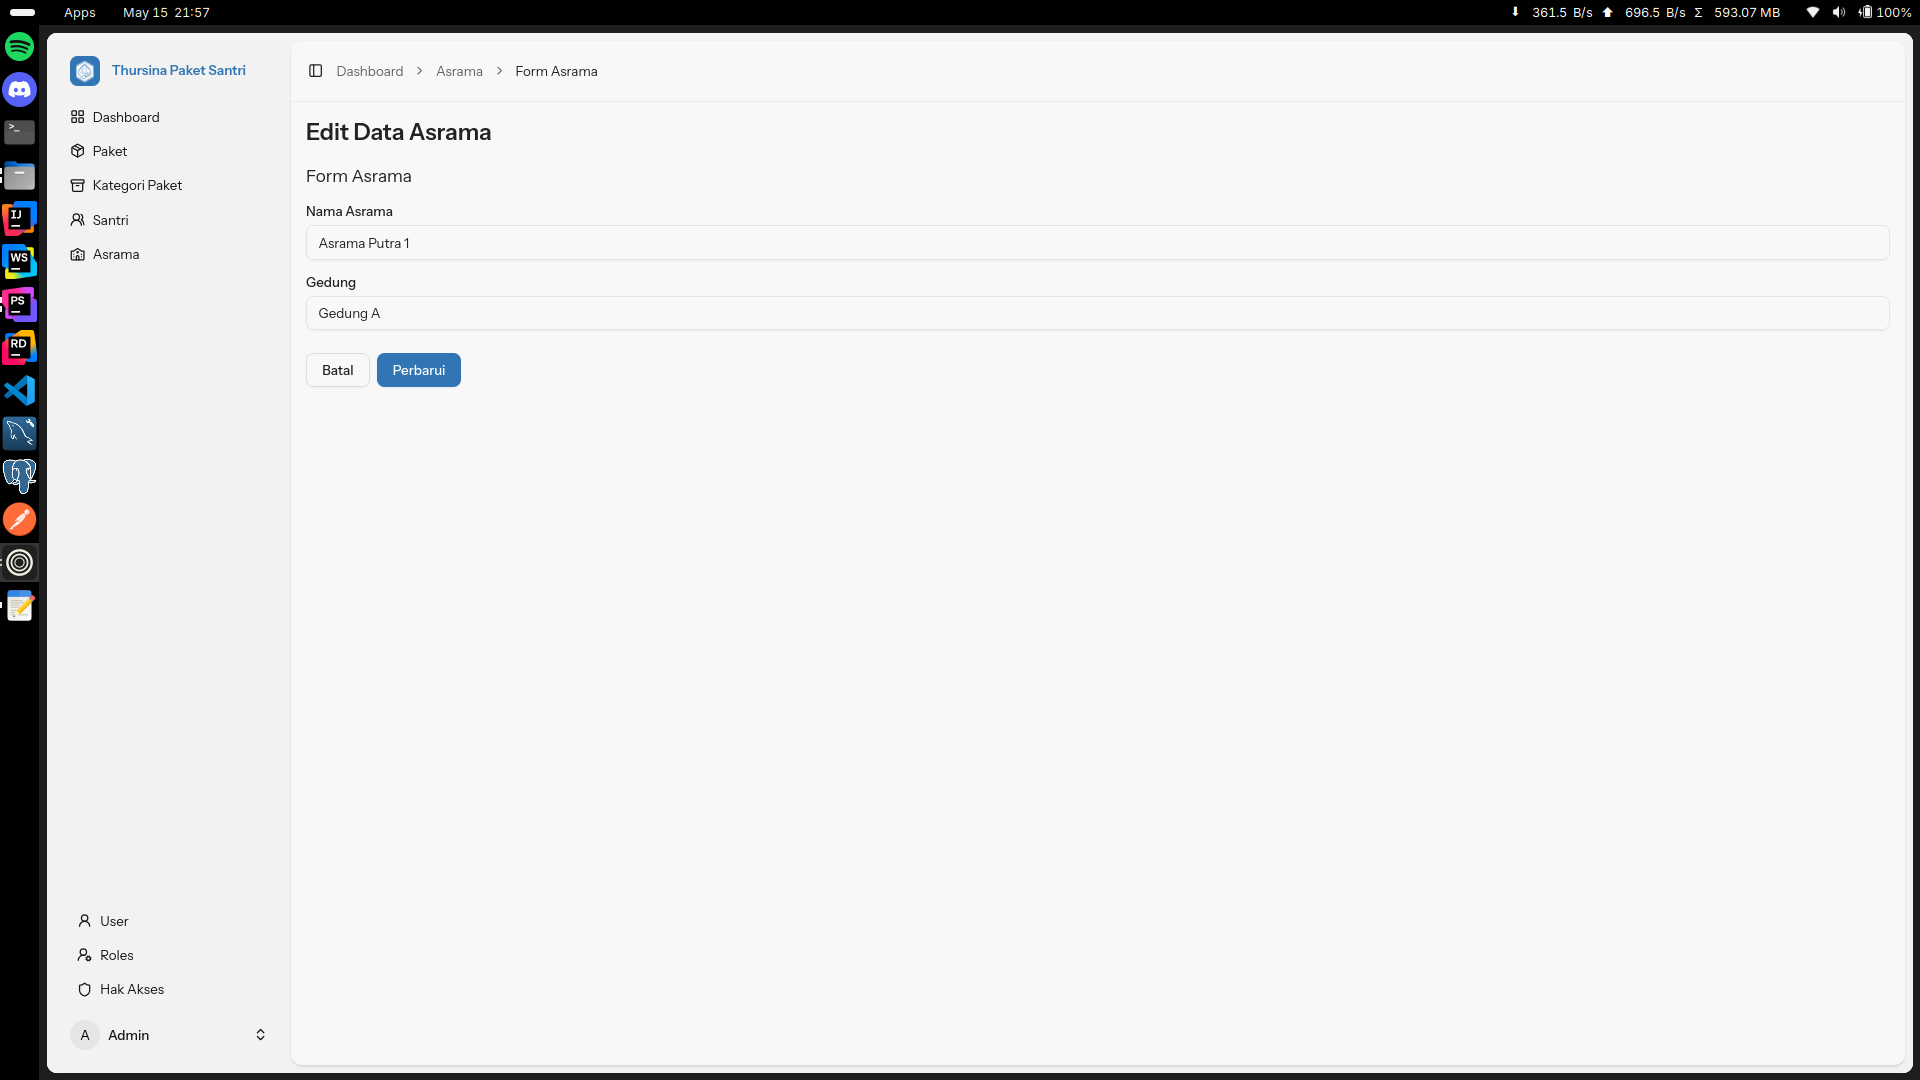 Apps May 15 21:57 361.5 B/s 696.5 B/s Σ 593.07 MB 100%
Thursina Paket Santri
Dashboard
Paket
Kategori Paket
Santri
Asrama
User
Roles
Hak Akses
A Admin
Dashboard > Asrama > Form Asrama
Edit Data Asrama
Form Asrama
Nama Asrama
Asrama Putra 1
Gedung
Gedung A
Batal Perbarui
>_
IJ
WS
PS
RD